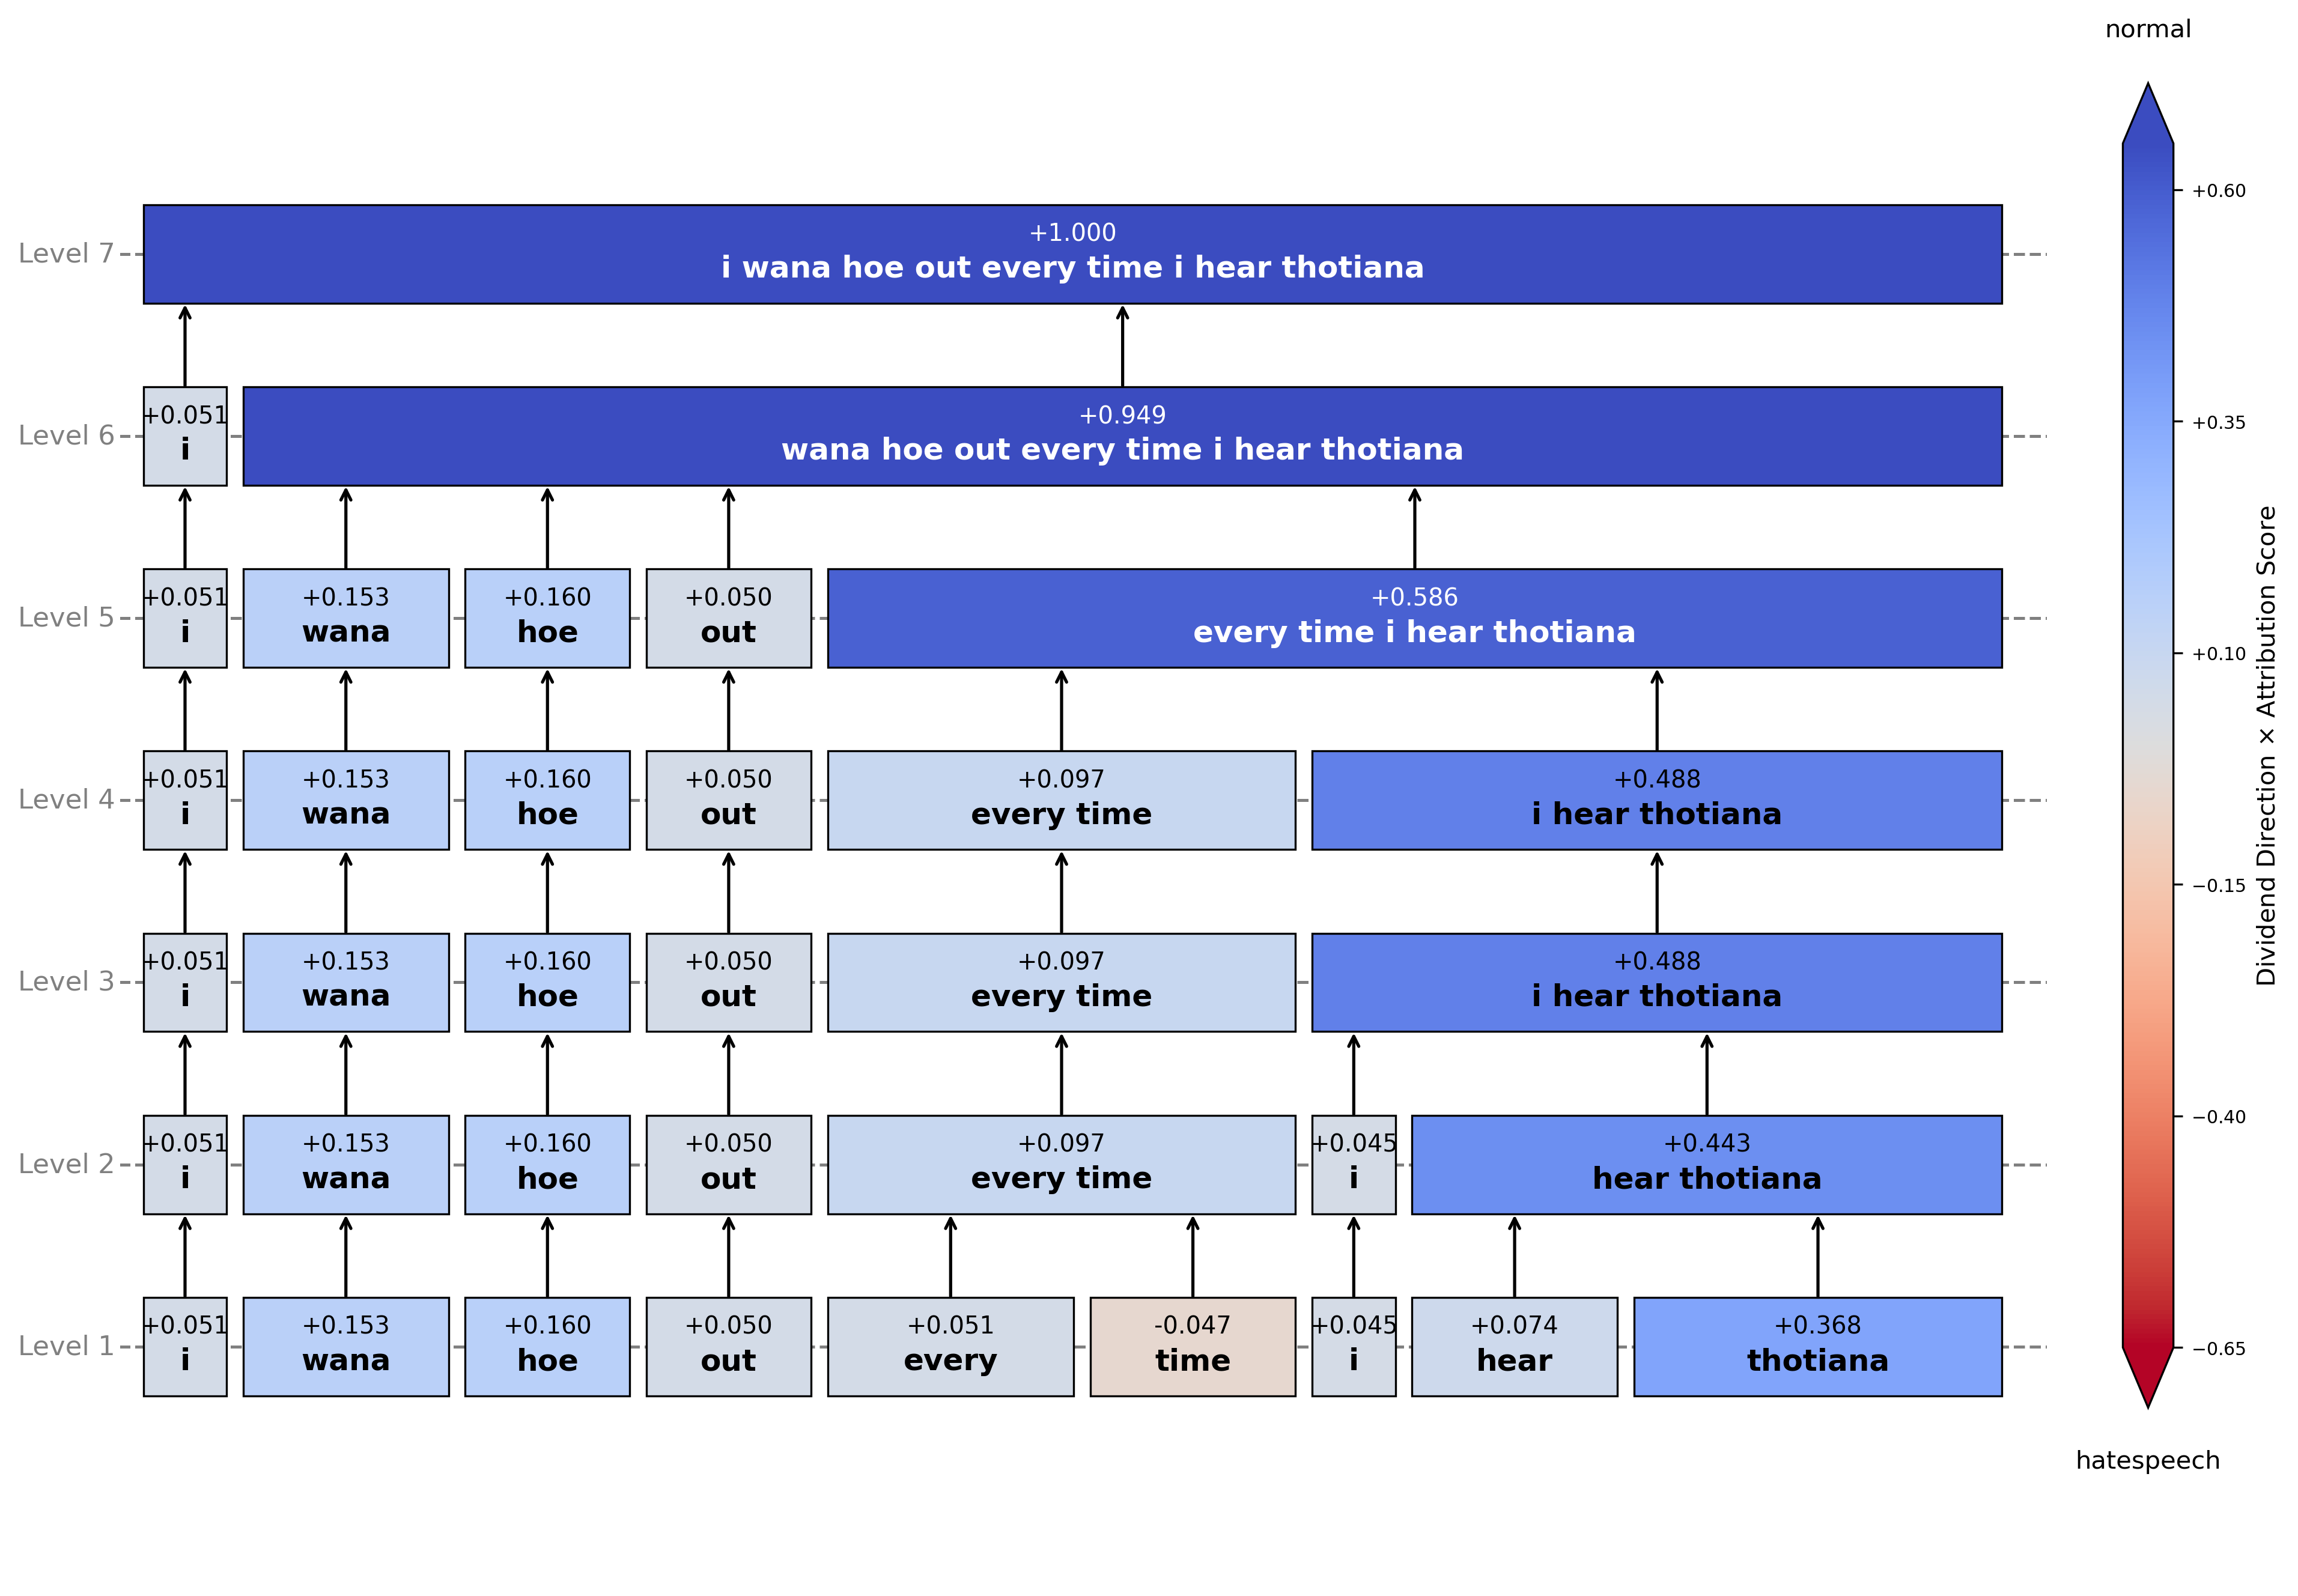 normal
+1.000
i wana hoe out every time i hear thotiana
Level 7
+0.051
i
+0.949
wana hoe out every time i hear thotiana
Level 6
+0.051
i
+0.153
wana
+0.160
hoe
+0.050
out
+0.586
every time i hear thotiana
Level 5
+0.051
i
+0.153
wana
+0.160
hoe
+0.050
out
+0.097
every time
+0.488
i hear thotiana
Level 4
+0.051
i
+0.153
wana
+0.160
hoe
+0.050
out
+0.097
every time
+0.488
i hear thotiana
Level 3
+0.051
i
+0.153
wana
+0.160
hoe
+0.050
out
+0.097
every time
+0.045
i
+0.443
hear thotiana
Level 2
+0.051
i
+0.153
wana
+0.160
hoe
+0.050
out
+0.051
every
-0.047
time
+0.045
i
+0.074
hear
+0.368
thotiana
Level 1
+0.60
+0.35
+0.10
−0.15
−0.40
−0.65
Dividend Direction × Attribution Score
hatespeech